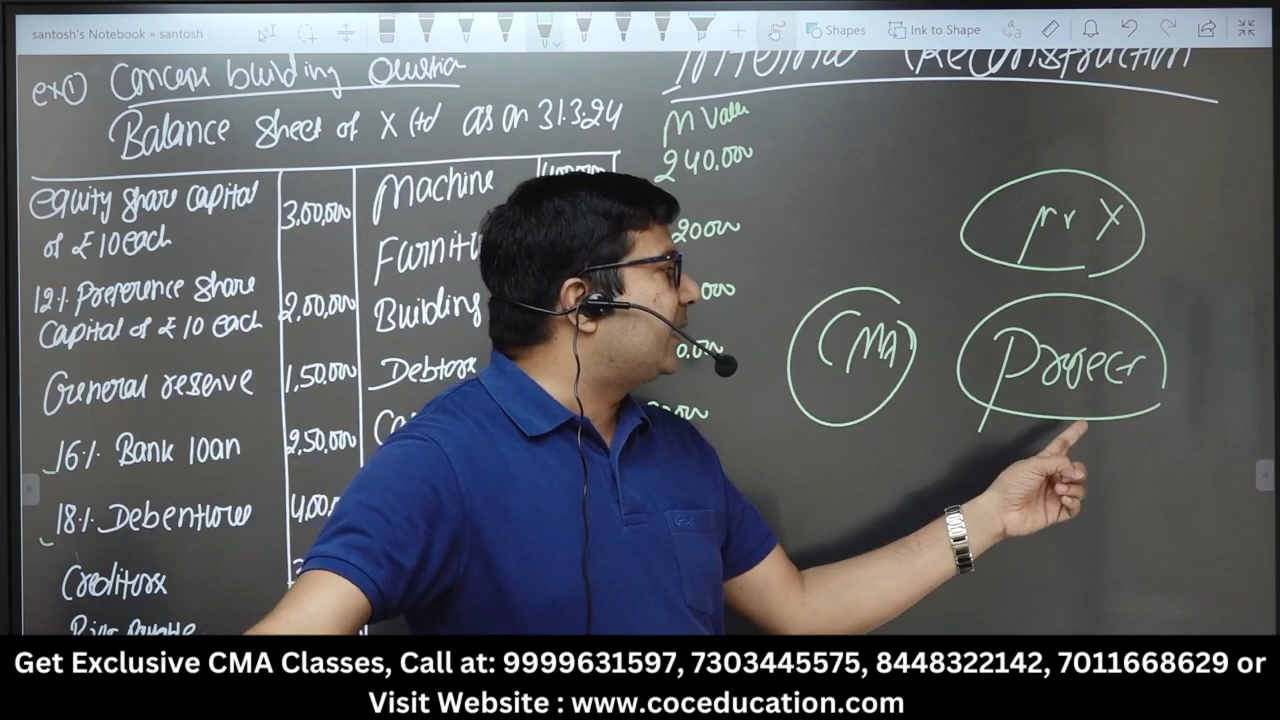 santosh's Notebook » santosh
Shapes
Ink to Shape
ex ① Concept building Question
Internal Reconstruction
Balance Sheet of X Ltd as on 31.3.24
M Value
equity share capital of ₹ 10 each 3,00,000
Machine
240,000
12% Preference share capital of ₹ 10 each 2,00,000
Building
General reserve 1,50,000
Debtors
16% Bank loan 2,50,000
18% Debentures
Creditors
Mr X
CMA
Project
Get Exclusive CMA Classes, Call at: 9999631597, 7303445575, 8448322142, 7011668629 or
Visit Website : www.coceducation.com